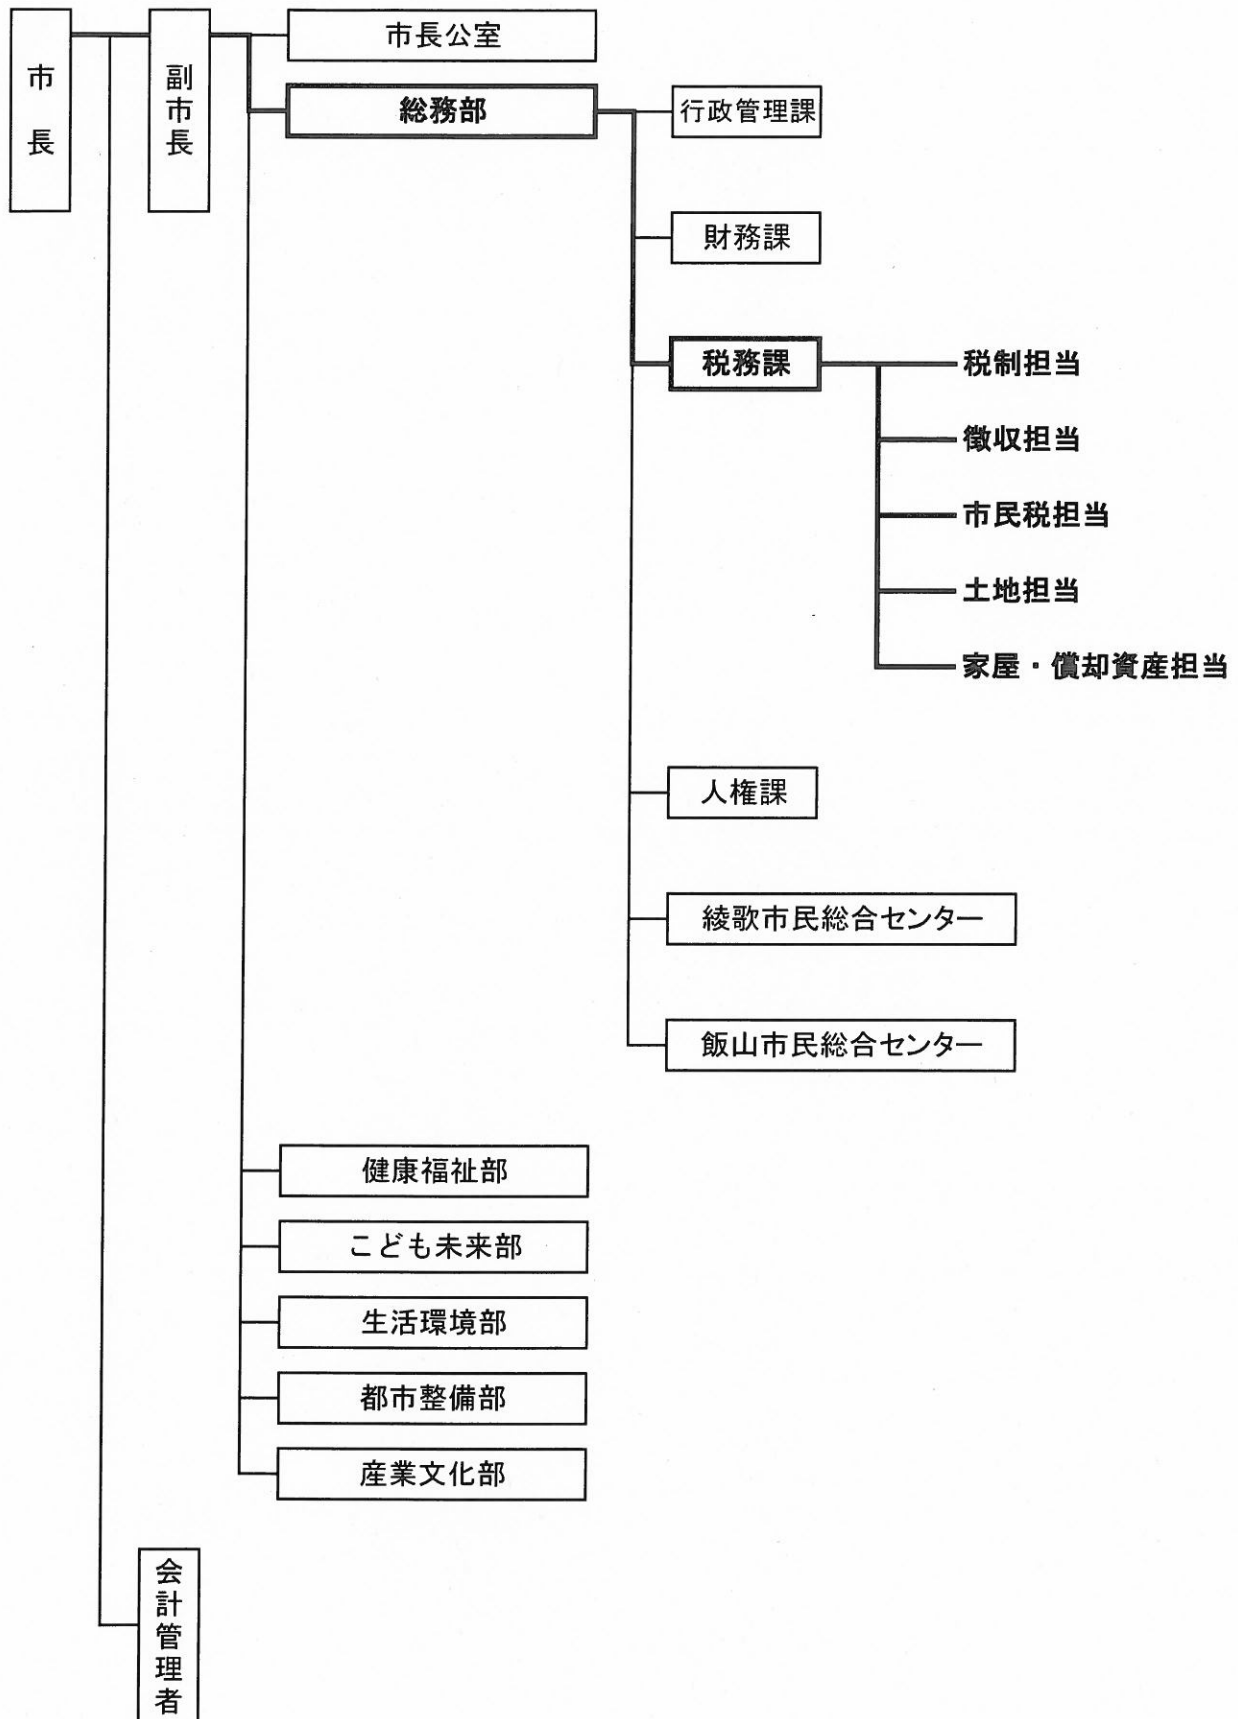 市長
副市長
市長公室
総務部
行政管理課
財務課
税務課
税制担当
徴収担当
市民税担当
土地担当
家屋・償却資産担当
人権課
綾歌市民総合センター
飯山市民総合センター
健康福祉部
こども未来部
生活環境部
都市整備部
産業文化部
会計管理者